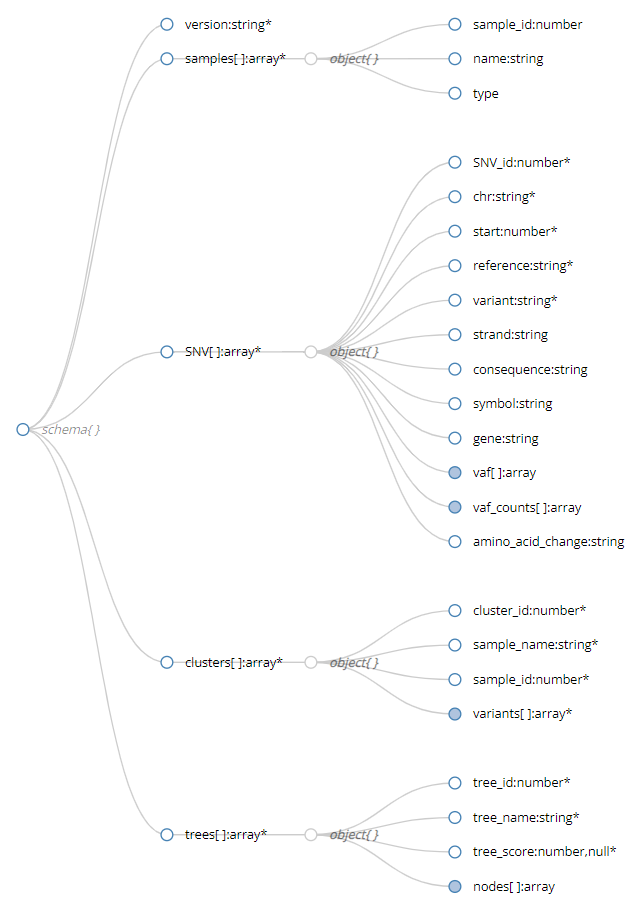 version:string*
samples[ ]:array*
object{ }
sample_id:number
name:string
type
SNV_id:number*
chr:string*
start:number*
reference:string*
variant:string*
strand:string
SNV[ ]:array*
object{ }
consequence:string
symbol:string
schema{ }
gene:string
vaf[ ]:array
vaf_counts[ ]:array
amino_acid_change:string
cluster_id:number*
sample_name:string*
clusters[ ]:array*
object{ }
sample_id:number*
variants[ ]:array*
tree_id:number*
tree_name:string*
trees[ ]:array*
object{ }
tree_score:number,null*
nodes[ ]:array